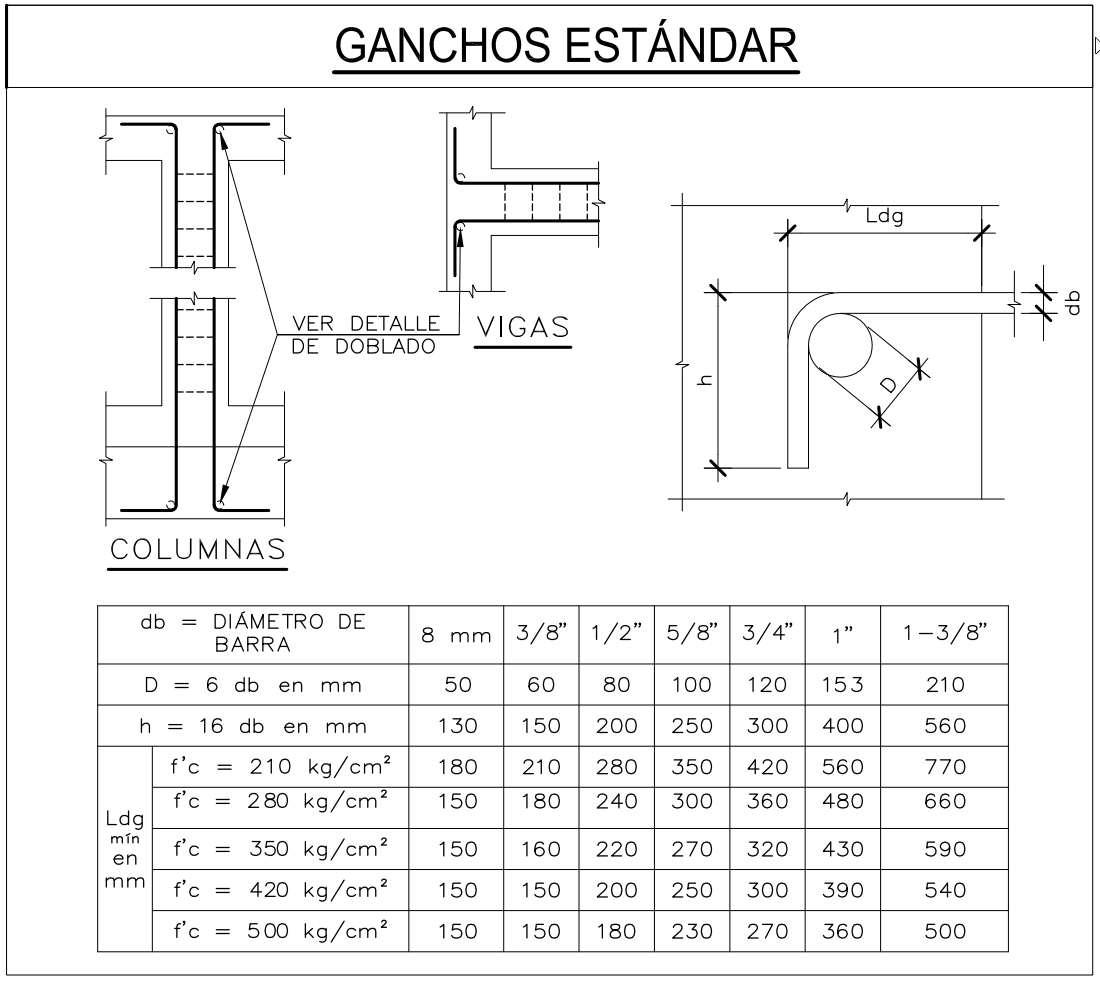 GANCHOS ESTÁNDAR
VER DETALLE
DE DOBLADO
VIGAS
COLUMNAS
Ldg
db
h
D
db = DIÁMETRO DE
BARRA
8 mm 3/8” 1/2” 5/8” 3/4” 1” 1-3/8”
D = 6 db en mm 50 60 80 100 120 153 210
h = 16 db en mm 130 150 200 250 300 400 560
Ldg
mín
en
mm
f'c = 210 kg/cm² 180 210 280 350 420 560 770
f'c = 280 kg/cm² 150 180 240 300 360 480 660
f'c = 350 kg/cm² 150 160 220 270 320 430 590
f'c = 420 kg/cm² 150 150 200 250 300 390 540
f'c = 500 kg/cm² 150 150 180 230 270 360 500